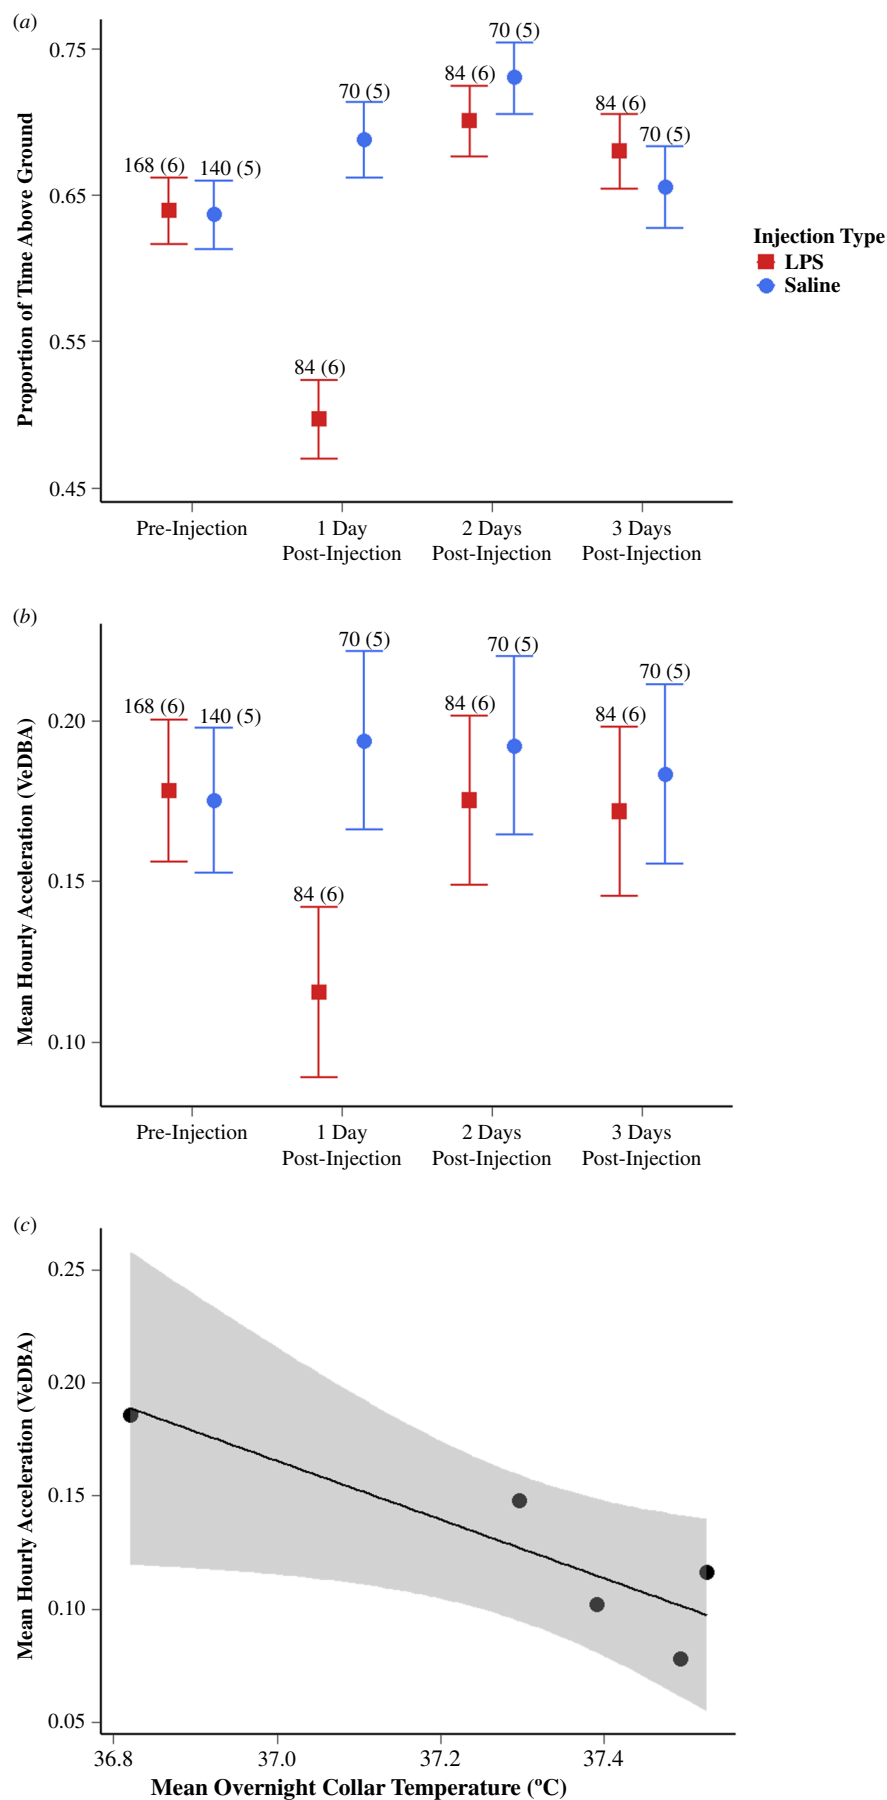 (a)
Proportion of Time Above Ground
0.75
0.65
0.55
0.45
168 (6)
140 (5)
84 (6)
70 (5)
84 (6)
70 (5)
84 (6)
70 (5)
Pre-Injection
1 Day
Post-Injection
2 Days
Post-Injection
3 Days
Post-Injection
Injection Type
LPS
Saline
(b)
Mean Hourly Acceleration (VeDBA)
0.20
0.15
0.10
168 (6)
140 (5)
84 (6)
70 (5)
84 (6)
70 (5)
84 (6)
70 (5)
Pre-Injection
1 Day
Post-Injection
2 Days
Post-Injection
3 Days
Post-Injection
(c)
Mean Hourly Acceleration (VeDBA)
0.25
0.20
0.15
0.10
0.05
36.8
37.0
37.2
37.4
Mean Overnight Collar Temperature (ºC)